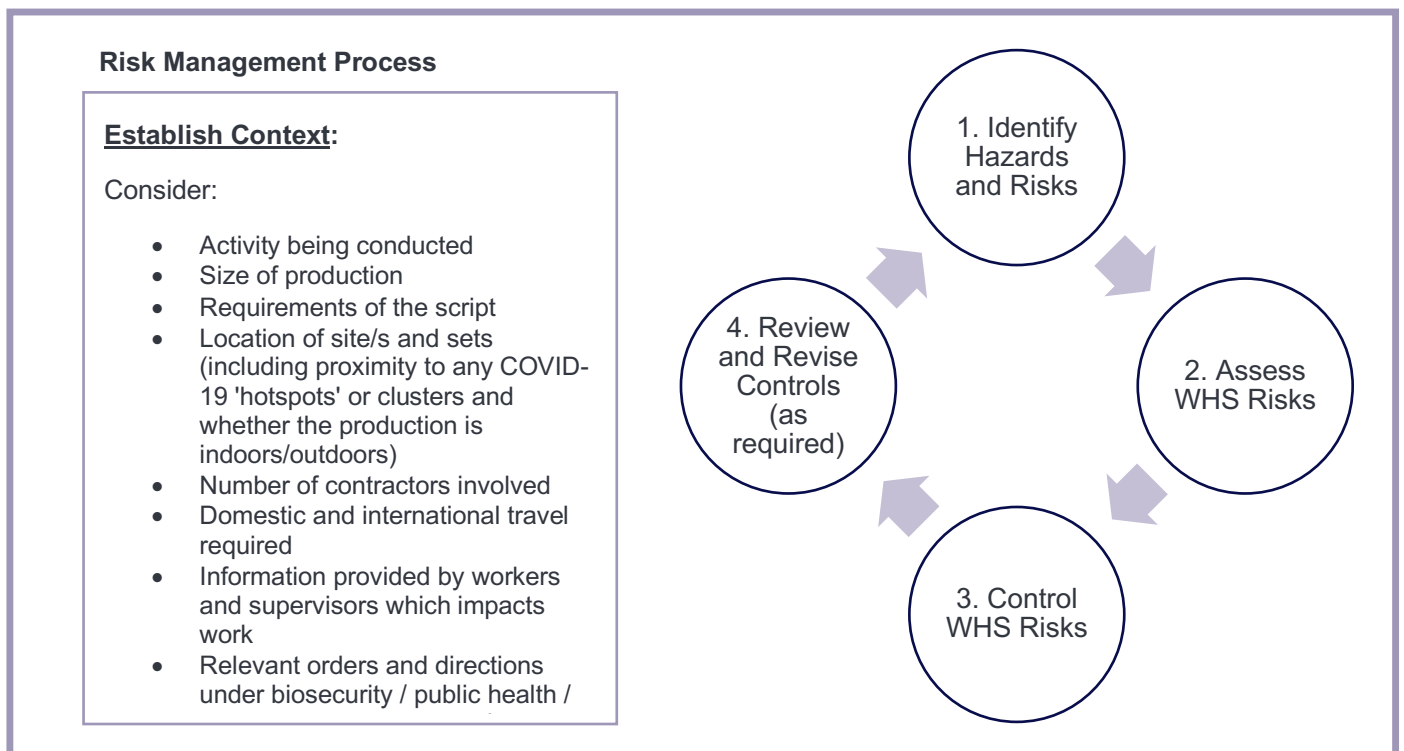 Risk Management Process
Establish Context:
Consider:
• Activity being conducted
• Size of production
• Requirements of the script
• Location of site/s and sets
(including proximity to any COVID-
19 'hotspots' or clusters and
whether the production is
indoors/outdoors)
• Number of contractors involved
• Domestic and international travel
required
• Information provided by workers
and supervisors which impacts
work
• Relevant orders and directions
under biosecurity / public health /
1. Identify
Hazards
and Risks
2. Assess
WHS Risks
3. Control
WHS Risks
4. Review
and Revise
Controls
(as
required)